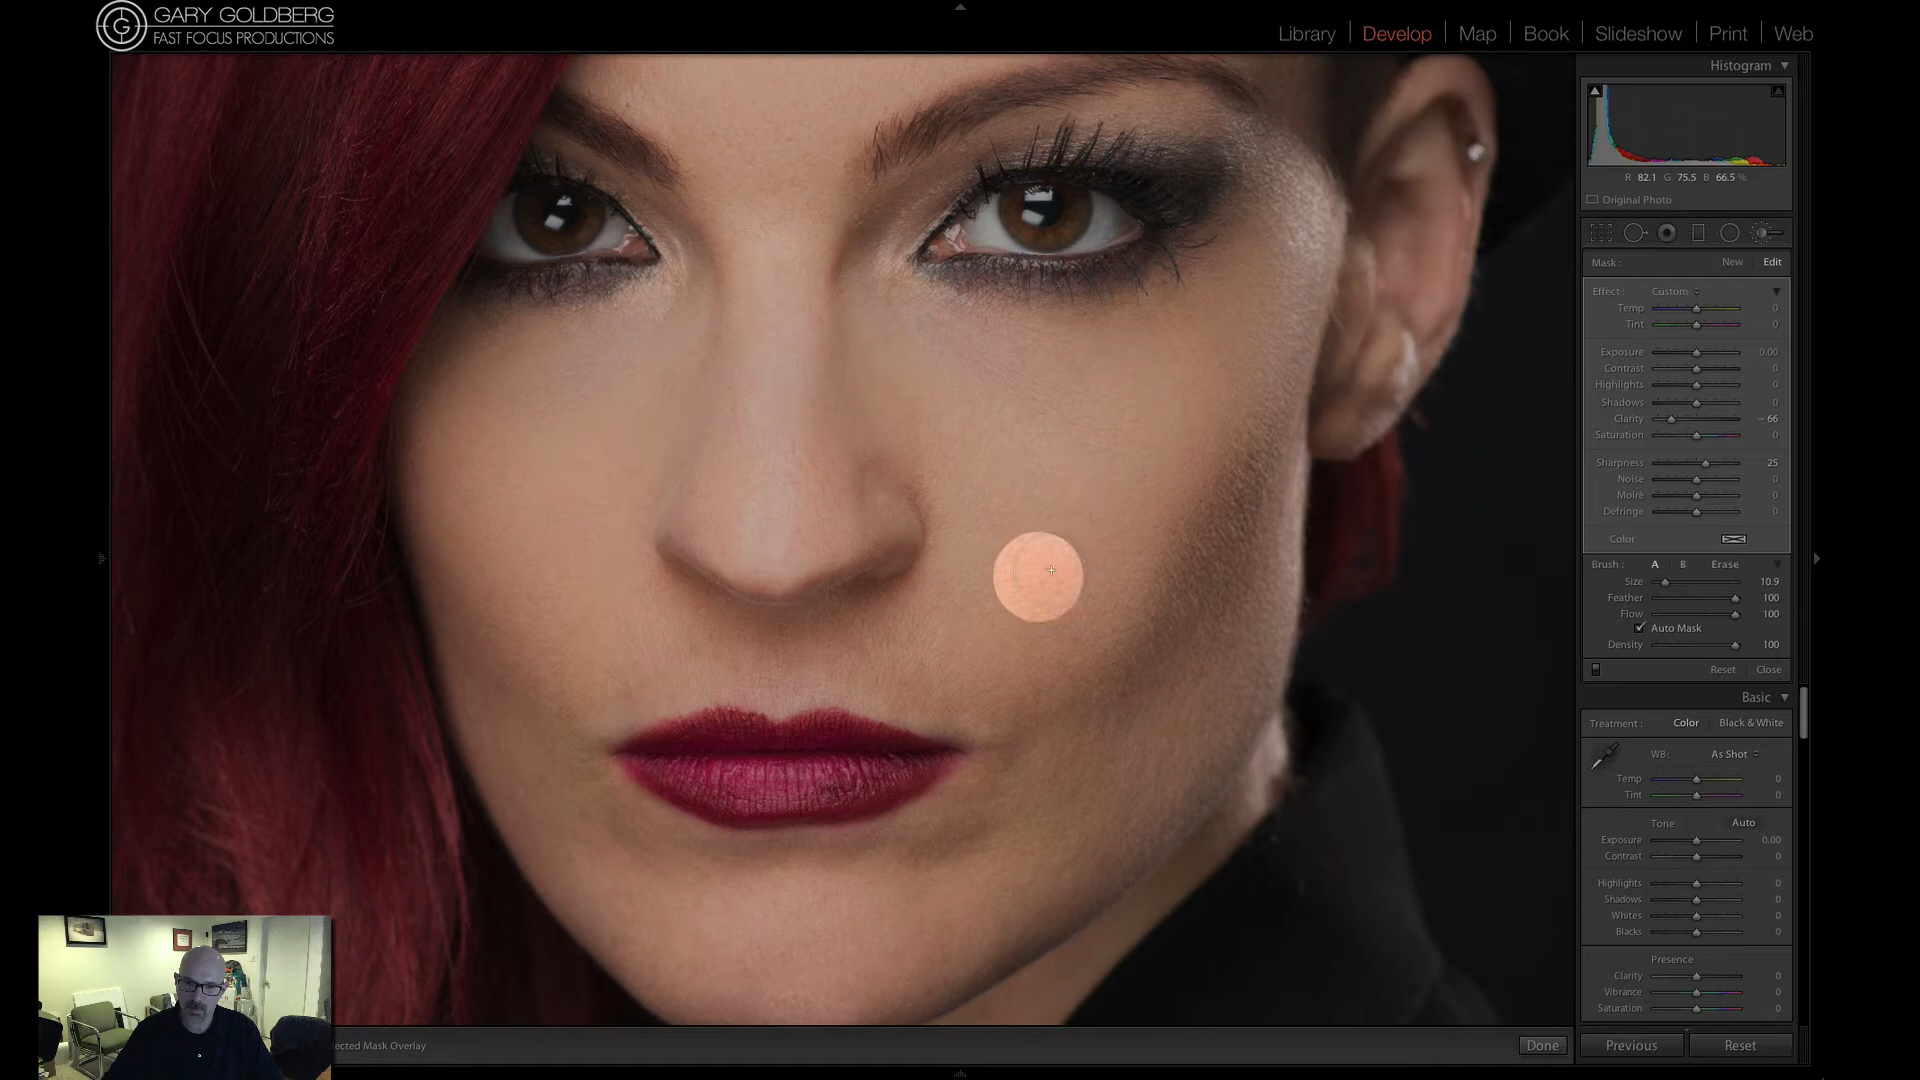 GARY GOLDBERG
FAST FOCUS PRODUCTIONS
Library
Develop
Map
Book
Slideshow
Print
Web
Histogram
R 82.1 G 75.5 B 66.5 %
Original Photo
Mask : New Edit
Effect : Custom
Temp 0
Tint 0
Exposure 0.00
Contrast 0
Highlights 0
Shadows 0
Clarity – 66
Saturation 0
Sharpness 25
Noise 0
Moiré 0
Defringe 0
Color
Brush : A B Erase
Size 10.9
Feather 100
Flow 100
Auto Mask
Density 100
Reset Close
Basic
Treatment : Color Black & White
WB: As Shot
Temp 0
Tint 0
Tone Auto
Exposure 0.00
Contrast 0
Highlights 0
Shadows 0
Whites 0
Blacks 0
Presence
Clarity 0
Vibrance 0
Saturation 0
Mask Overlay
Done
Previous
Reset